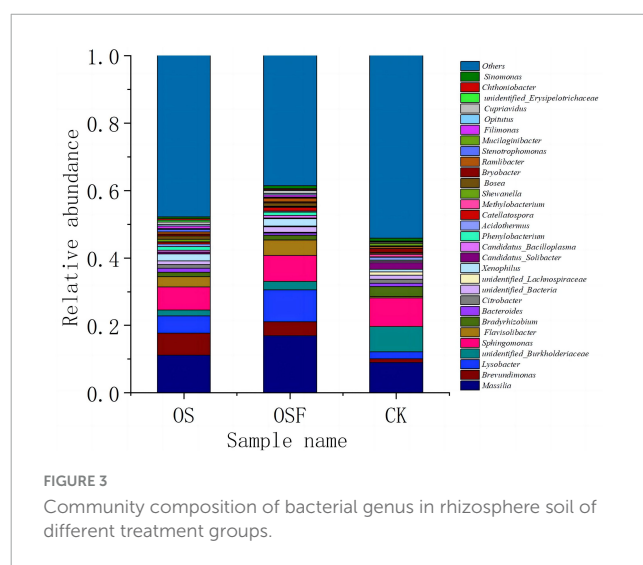 1.0
0.8
0.6
0.4
0.2
0.0
Relative abundance
OS OSF CK
Sample name
Others
Sinomonas
Chthoniobacter
unidentified_Erysipelotrichaceae
Cupriavidus
Opitutus
Filimonas
Mucilaginibacter
Stenotrophomonas
Ramlibacter
Bryobacter
Bosea
Shewanella
Methylobacterium
Catellatospora
Acidothermus
Phenylobacterium
Candidatus_Bacilloplasma
Candidatus_Solibacter
Xenophilus
unidentified_Lachnospiraceae
unidentified_Bacteria
Citrobacter
Bacteroides
Bradyrhizobium
Flavisolibacter
Sphingomonas
unidentified_Burkholderiaceae
Lysobacter
Brevundimonas
Massilia
FIGURE 3
Community composition of bacterial genus in rhizosphere soil of
different treatment groups.